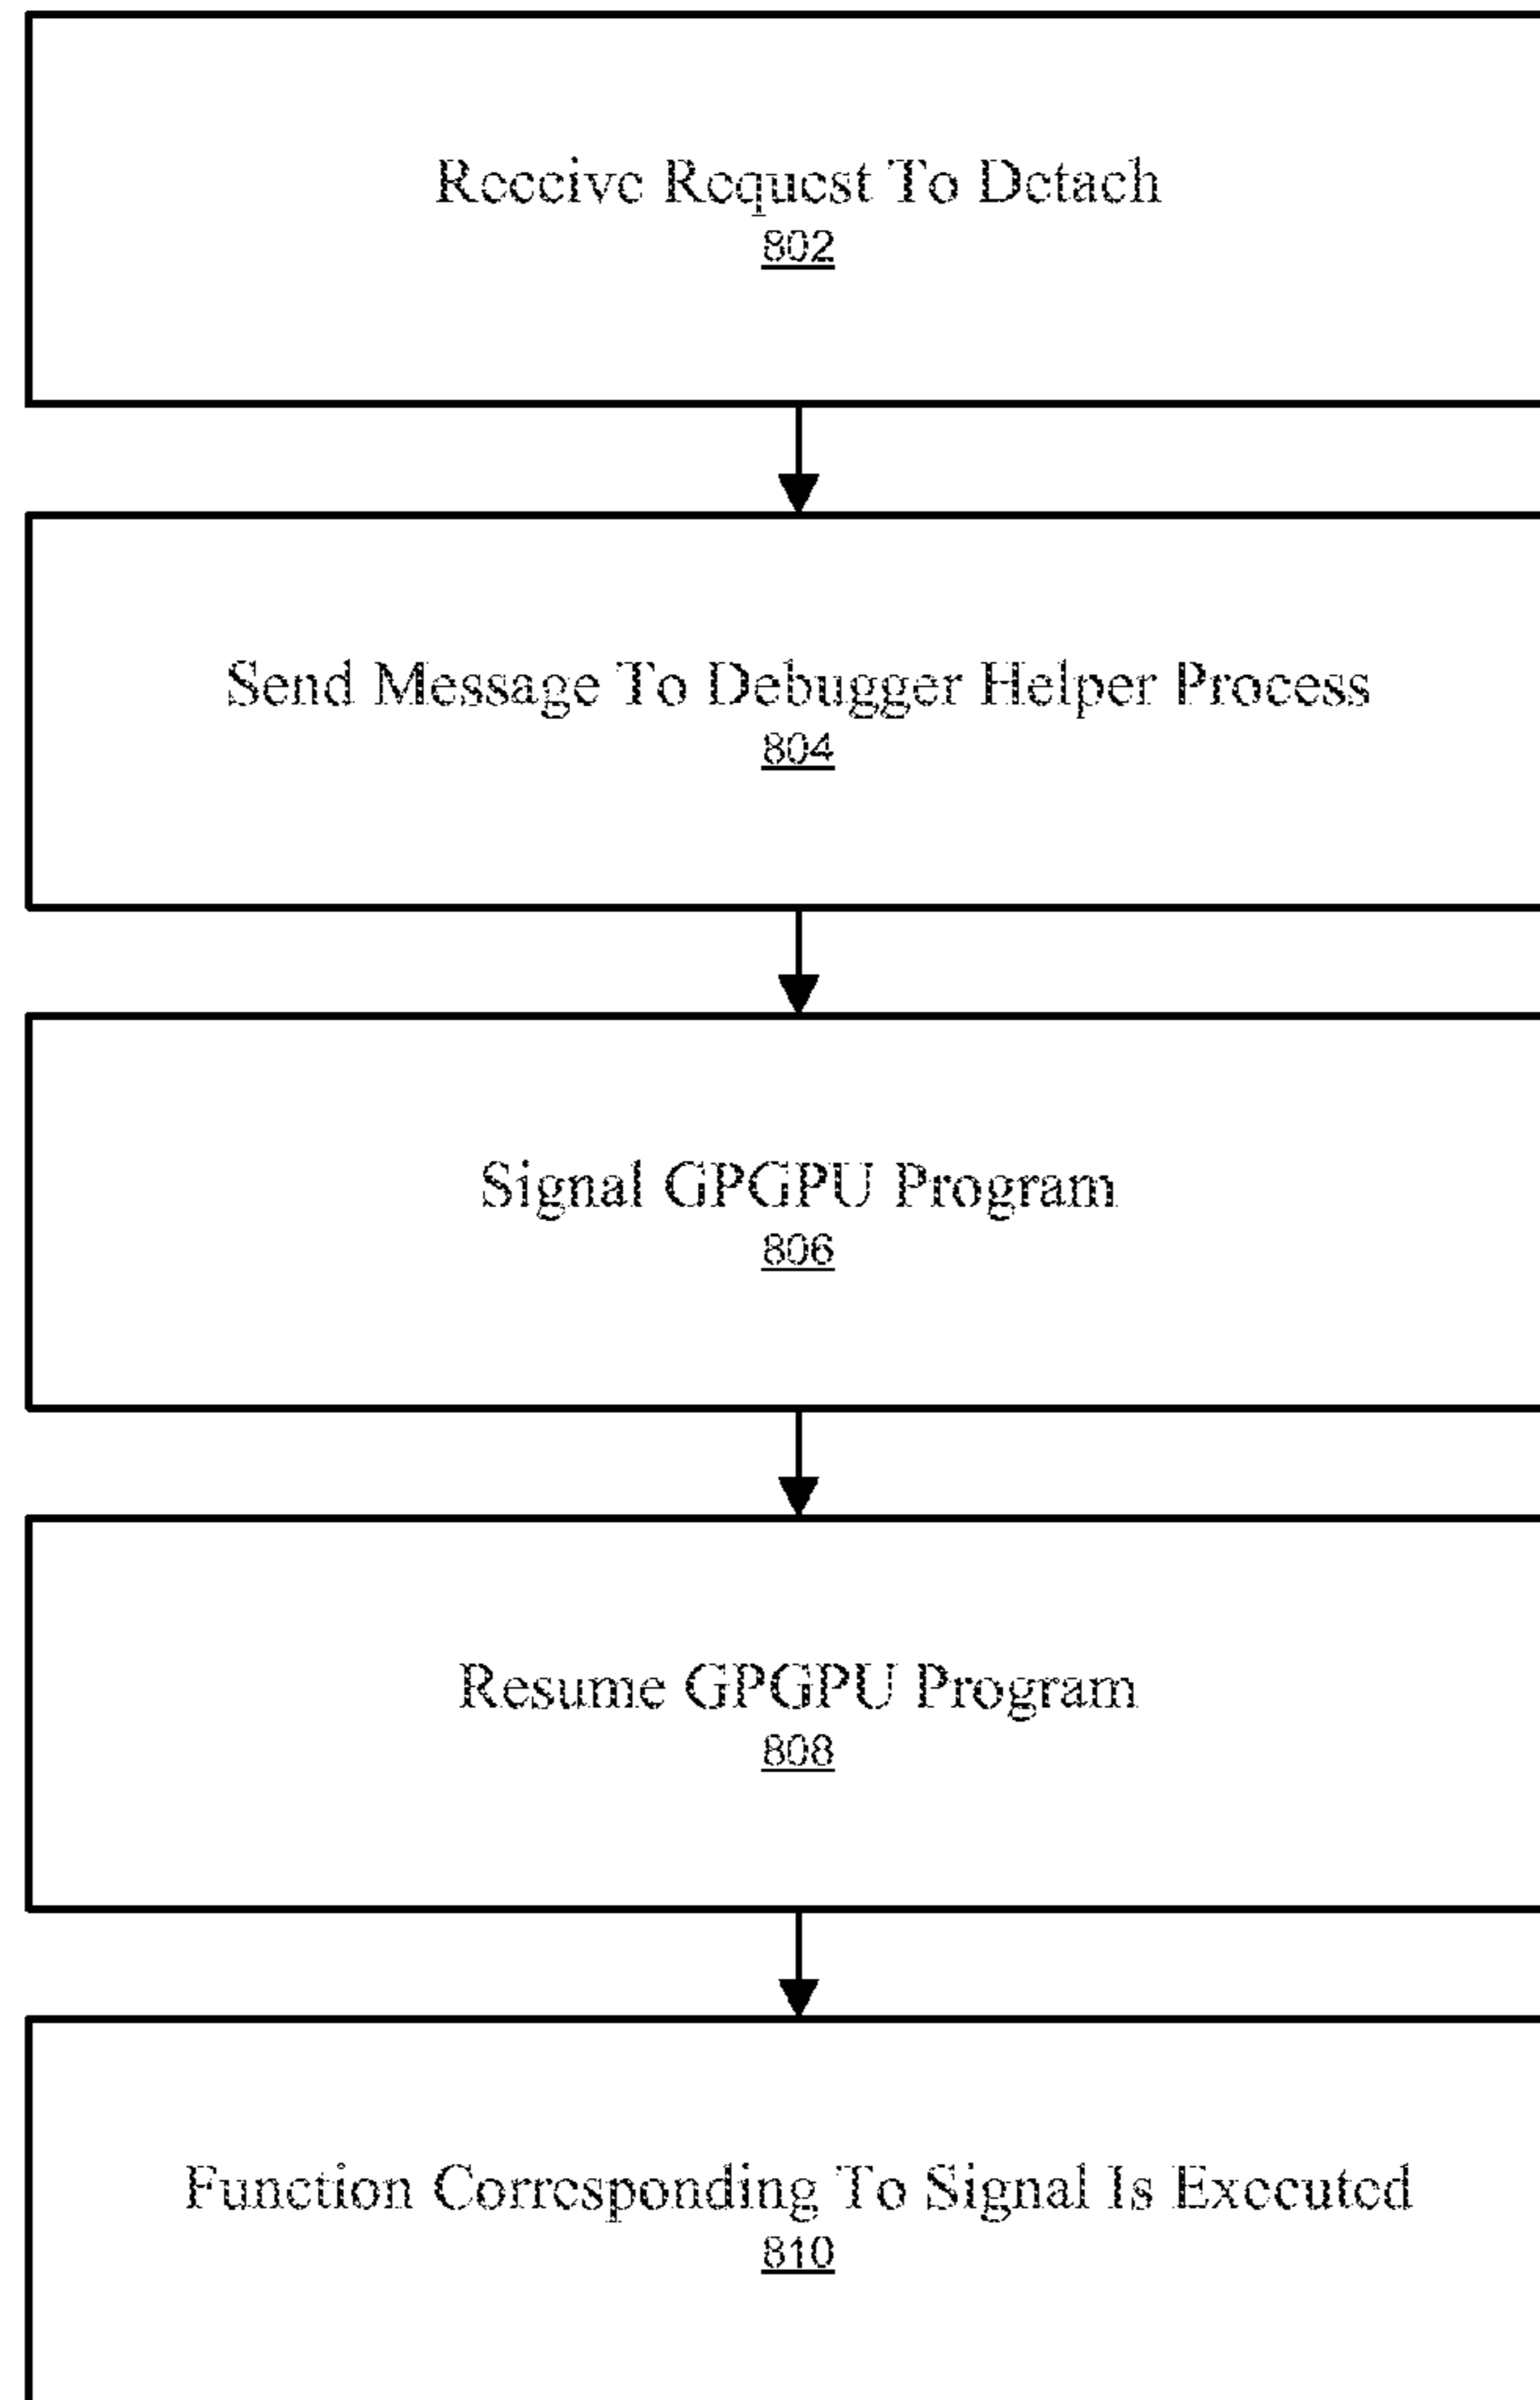 Receive Request To Detach
802
Send Message To Debugger Helper Process
804
Signal GPGPU Program
806
Resume GPGPU Program
808
Function Corresponding To Signal Is Executed
810